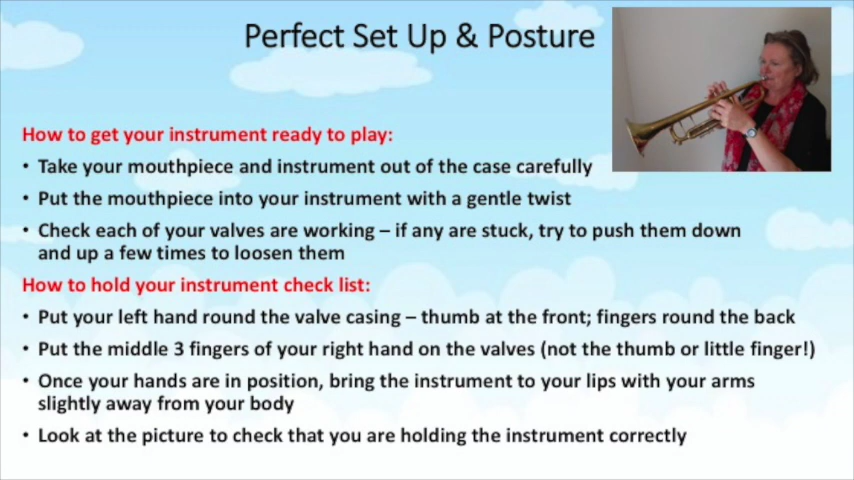 Perfect Set Up & Posture
How to get your instrument ready to play:
• Take your mouthpiece and instrument out of the case carefully
• Put the mouthpiece into your instrument with a gentle twist
• Check each of your valves are working – if any are stuck, try to push them down
and up a few times to loosen them
How to hold your instrument check list:
• Put your left hand round the valve casing – thumb at the front; fingers round the back
• Put the middle 3 fingers of your right hand on the valves (not the thumb or little finger!)
• Once your hands are in position, bring the instrument to your lips with your arms
slightly away from your body
• Look at the picture to check that you are holding the instrument correctly